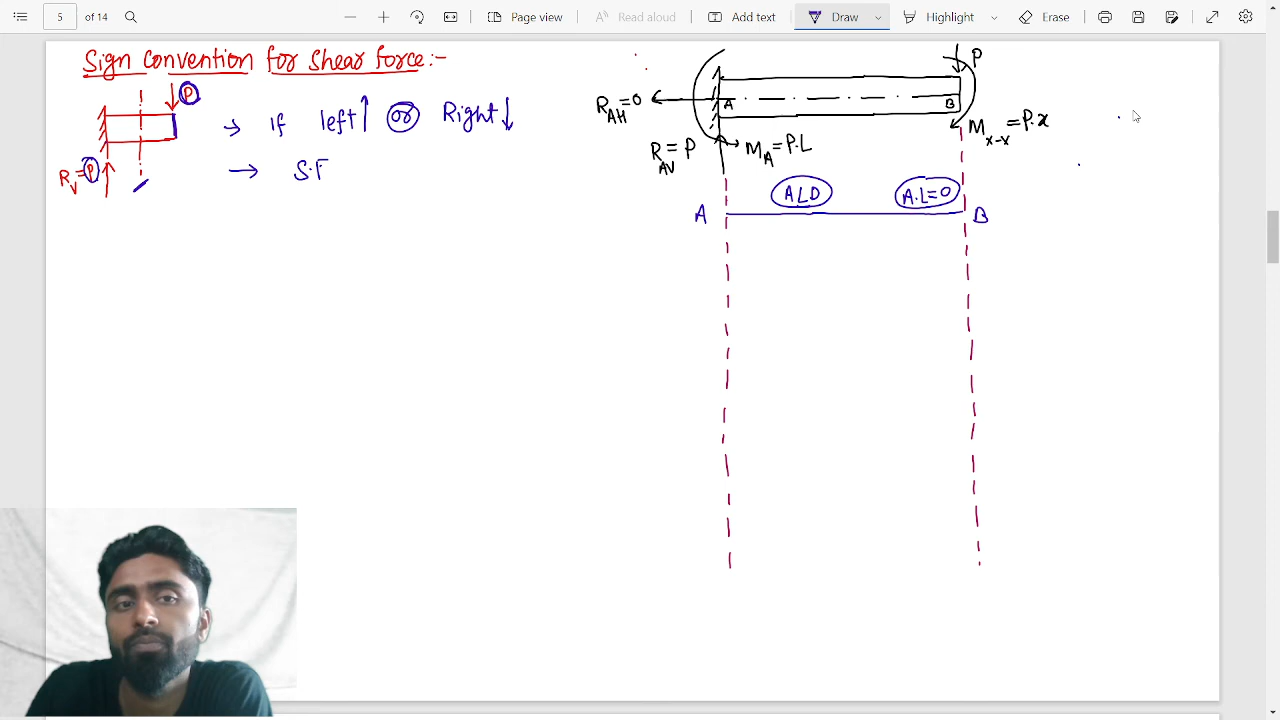 5 of 14
Page view
Read aloud
Add text
Draw
Highlight
Erase
Sign convention for shear force:-
P
R_V=P
→ If left↑ or Right↓
→ S.F
P
R_AH=0
A
B
M_x-x=P.x
R_AV=P
M_A=P.L
ALD
A.L=0
A
B